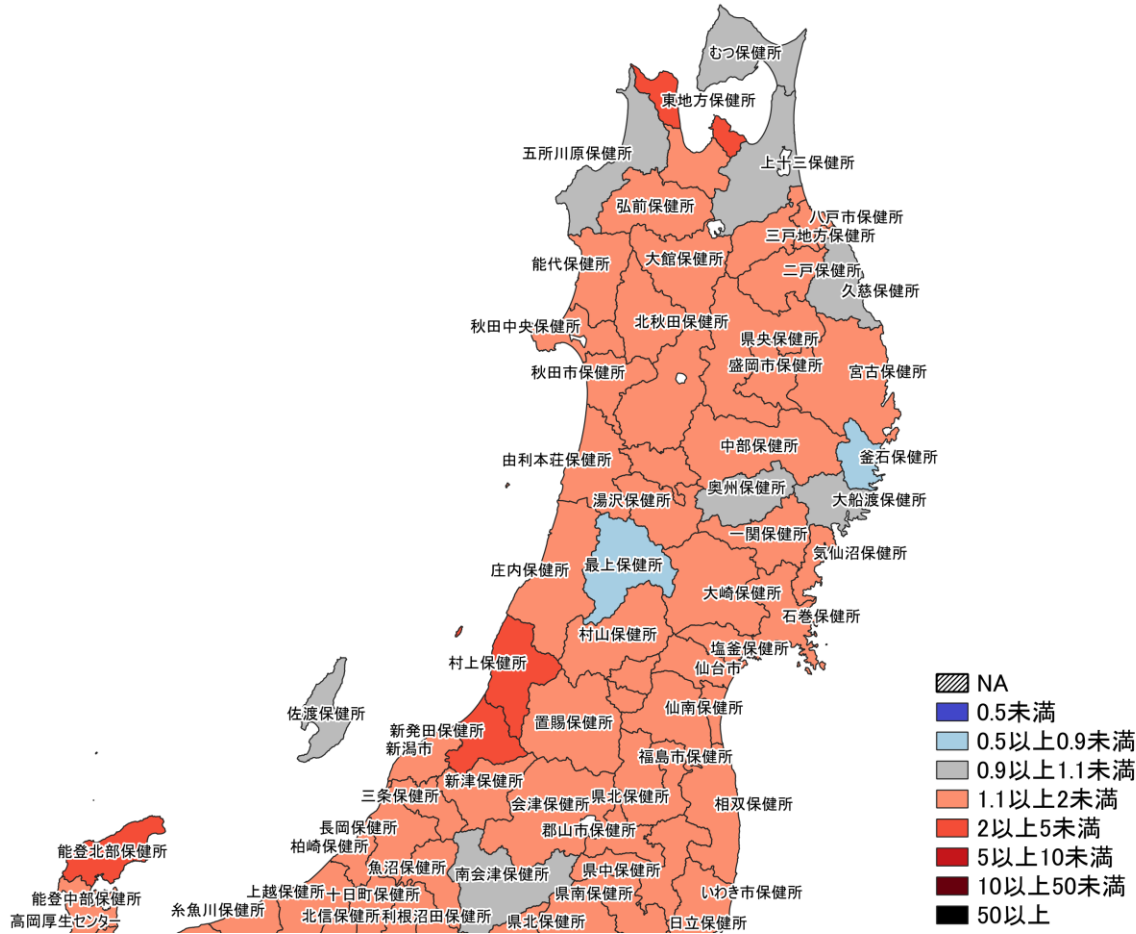 むつ保健所
東地方保健所
五所川原保健所
上十三保健所
弘前保健所
八戸市保健所
三戸地方保健所
能代保健所
大館保健所
二戸保健所
久慈保健所
秋田中央保健所
北秋田保健所
県央保健所
盛岡市保健所
秋田市保健所
宮古保健所
中部保健所
釜石保健所
由利本荘保健所
奥州保健所
湯沢保健所
大船渡保健所
一関保健所
気仙沼保健所
庄内保健所
最上保健所
大崎保健所
石巻保健所
村山保健所
塩釜保健所
仙台市
村上保健所
佐渡保健所
仙南保健所
新発田保健所
置賜保健所
新潟市
福島市保健所
新津保健所
三条保健所
会津保健所
県北保健所
相双保健所
長岡保健所
郡山市保健所
柏崎保健所
能登北部保健所
魚沼保健所
南会津保健所
県中保健所
能登中部保健所
上越保健所
十日町保健所
県南保健所
いわき市保健所
高岡厚生センター
糸魚川保健所
北信保健所
利根沼田保健所
県北保健所
日立保健所
NA
0.5未満
0.5以上0.9未満
0.9以上1.1未満
1.1以上2未満
2以上5未満
5以上10未満
10以上50未満
50以上